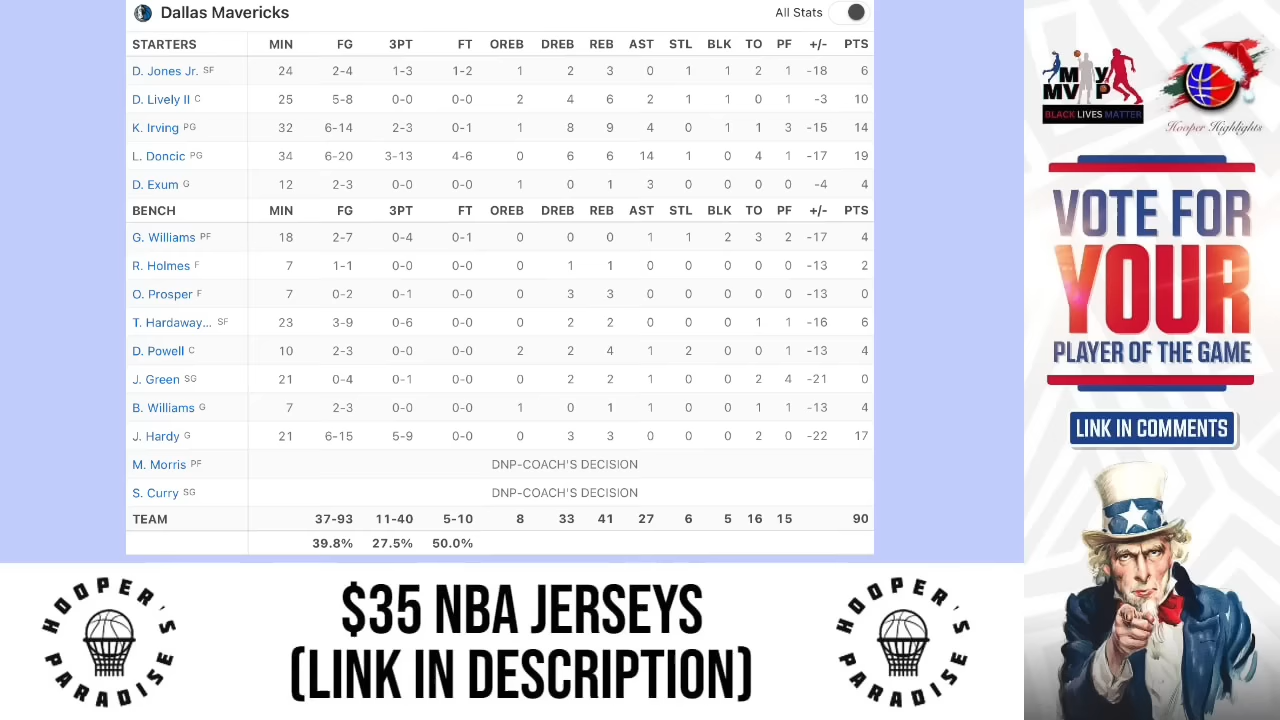 Dallas Mavericks All Stats
STARTERS MIN FG 3PT FT OREB DREB REB AST STL BLK TO PF +/- PTS
D. Jones Jr. SF 24 2-4 1-3 1-2 1 2 3 0 1 1 2 1 -18 6
D. Lively II C 25 5-8 0-0 0-0 2 4 6 2 1 1 0 1 -3 10
K. Irving PG 32 6-14 2-3 0-1 1 8 9 4 0 1 1 3 -15 14
L. Doncic PG 34 6-20 3-13 4-6 0 6 6 14 1 0 4 1 -17 19
D. Exum G 12 2-3 0-0 0-0 1 0 1 3 0 0 0 0 -4 4
BENCH MIN FG 3PT FT OREB DREB REB AST STL BLK TO PF +/- PTS
G. Williams PF 18 2-7 0-4 0-1 0 0 0 1 1 2 3 2 -17 4
R. Holmes F 7 1-1 0-0 0-0 0 1 1 0 0 0 0 0 -13 2
O. Prosper F 7 0-2 0-1 0-0 0 3 3 0 0 0 0 0 -13 0
T. Hardaway... SF 23 3-9 0-6 0-0 0 2 2 0 0 0 1 1 -16 6
D. Powell C 10 2-3 0-0 0-0 2 2 4 1 2 0 0 1 -13 4
J. Green SG 21 0-4 0-1 0-0 0 2 2 1 0 0 2 4 -21 0
B. Williams G 7 2-3 0-0 0-0 1 0 1 1 0 0 1 1 -13 4
J. Hardy G 21 6-15 5-9 0-0 0 3 3 0 0 0 2 0 -22 17
M. Morris PF DNP-COACH'S DECISION
S. Curry SG DNP-COACH'S DECISION
TEAM 37-93 11-40 5-10 8 33 41 27 6 5 16 15 90
39.8% 27.5% 50.0%
MY
MVP
BLACK LIVES MATTER
Hooper Highlights
VOTE FOR
YOUR
PLAYER OF THE GAME
LINK IN COMMENTS
HOOPER'S
PARADISE
$35 NBA JERSEYS
(LINK IN DESCRIPTION)
HOOPER'S
PARADISE